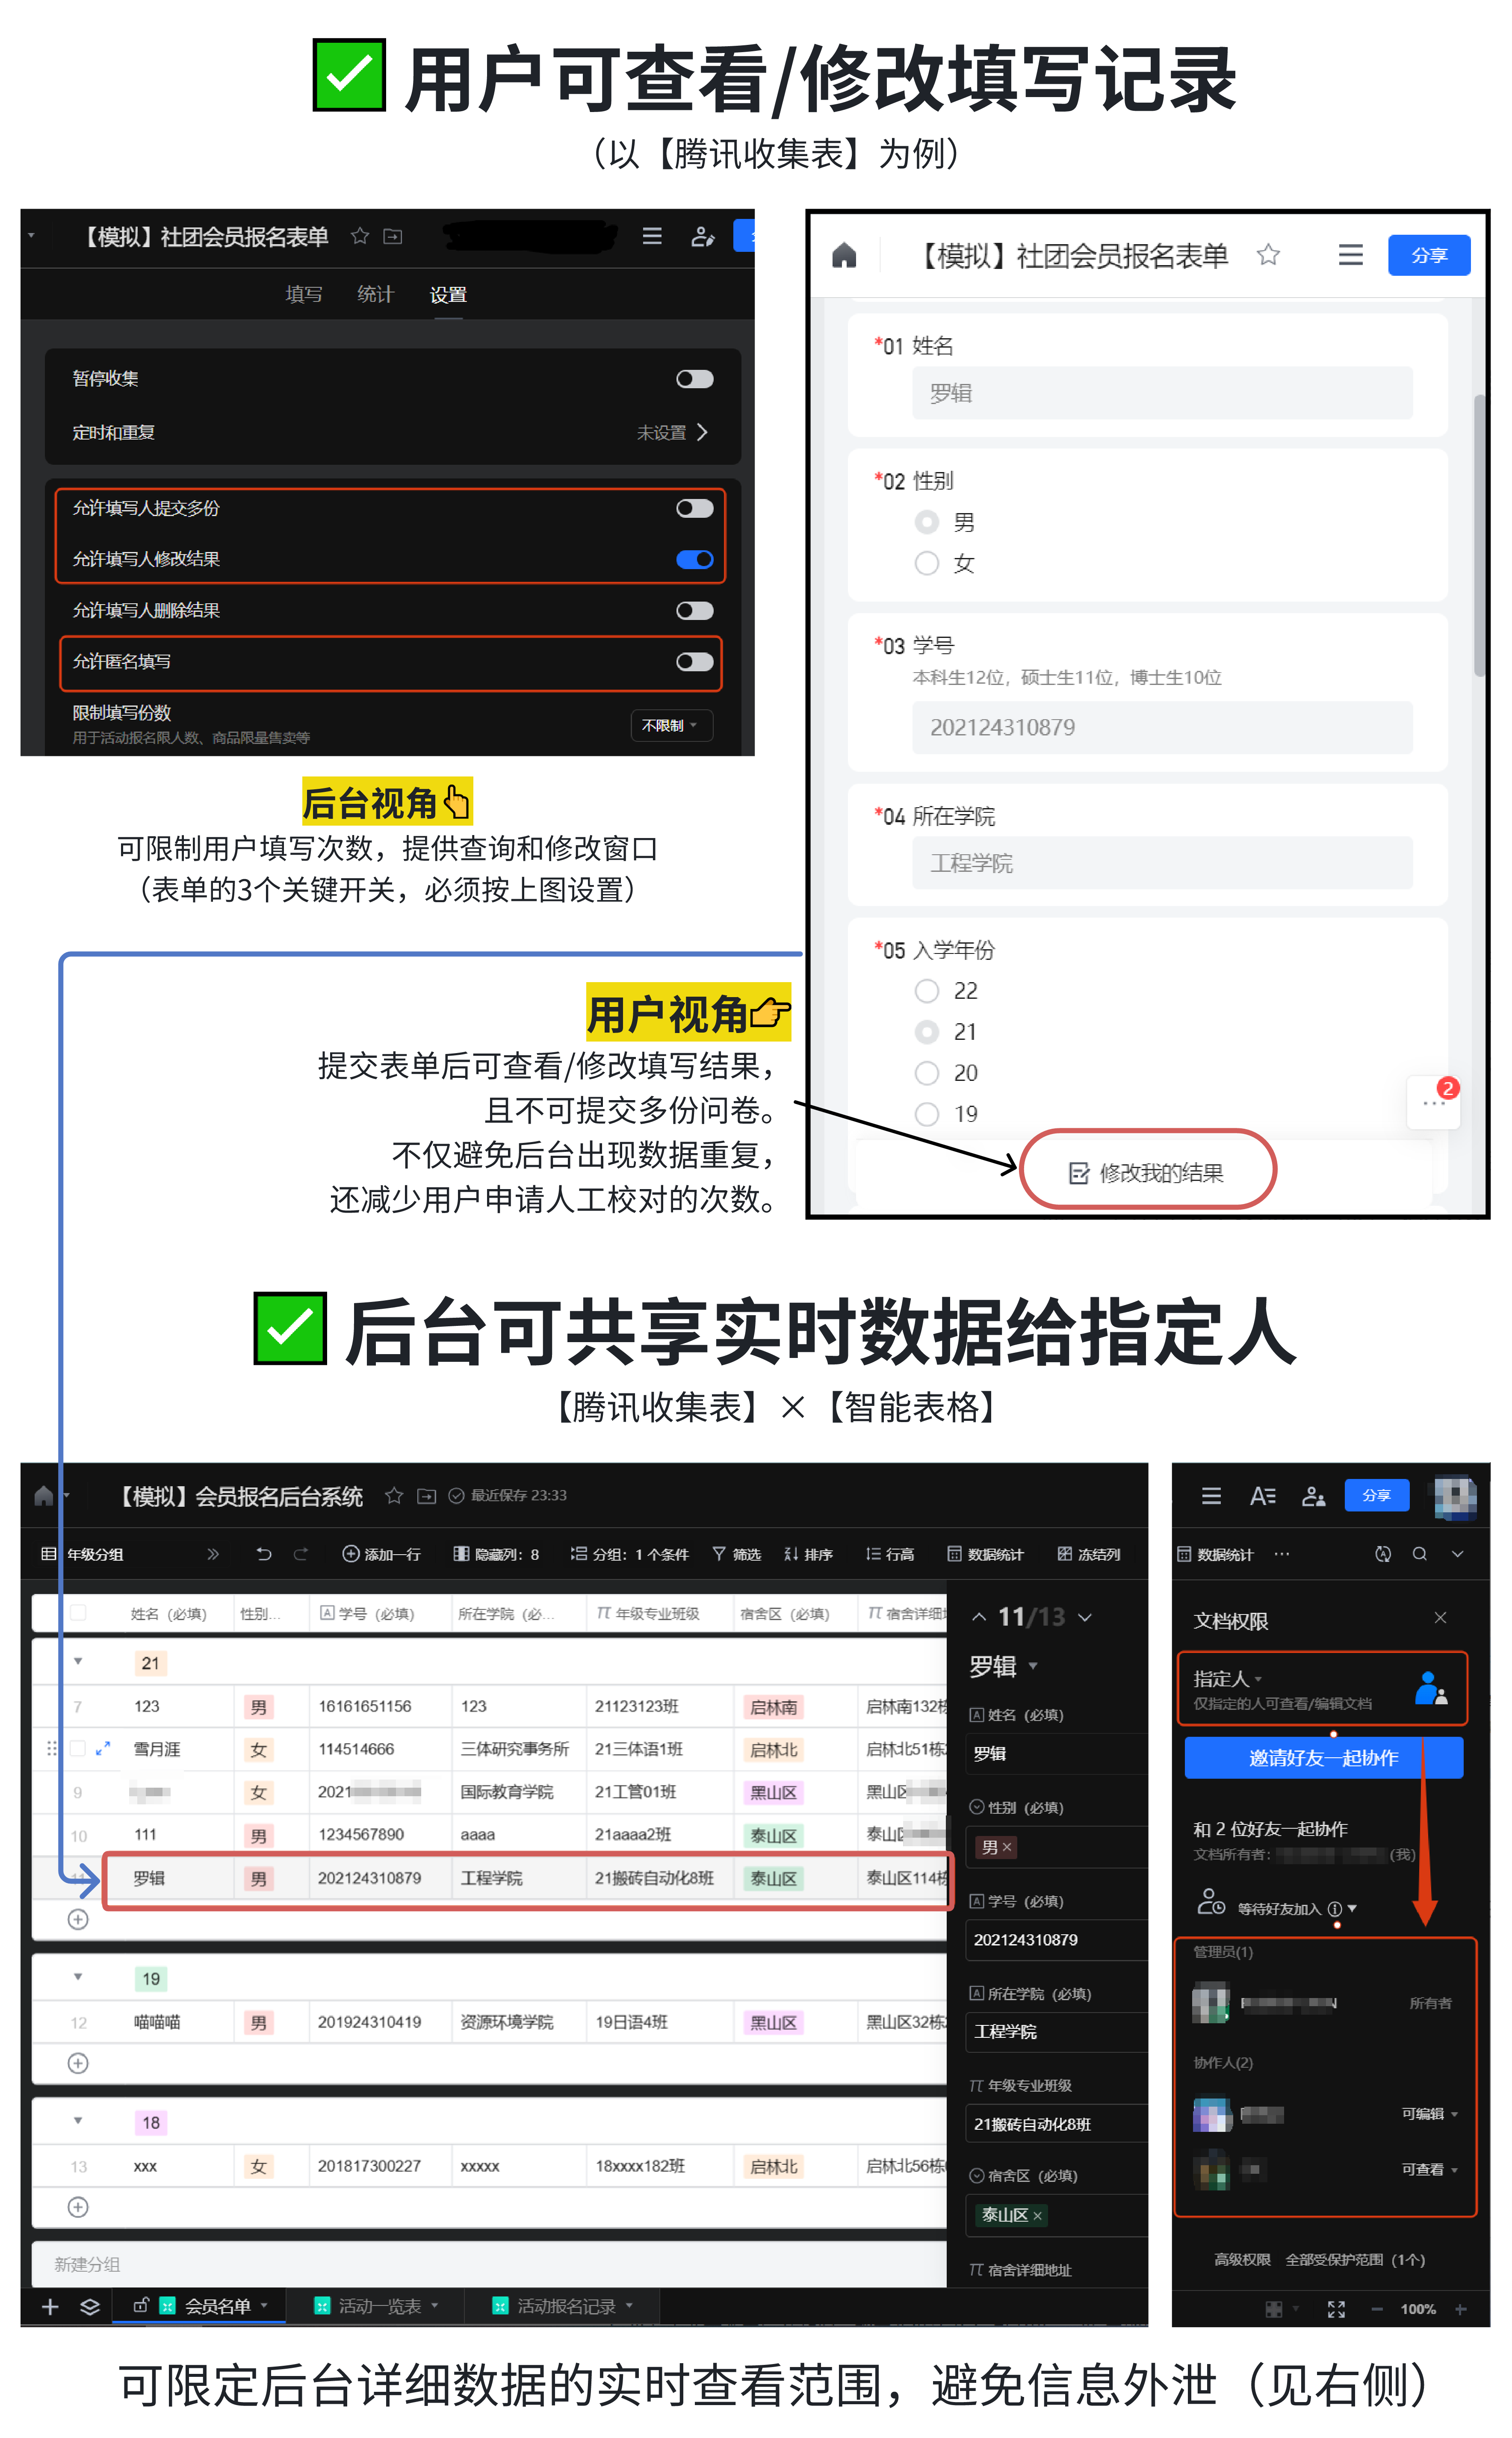 ✅ 用户可查看/修改填写记录
（以【腾讯收集表】为例）
【模拟】社团会员报名表单
填写 统计 设置
暂停收集
定时和重复 未设置
允许填写人提交多份
允许填写人修改结果
允许填写人删除结果
允许匿名填写
限制填写份数 不限制
用于活动报名限人数、商品限量售卖等
后台视角👆
可限制用户填写次数，提供查询和修改窗口
（表单的3个关键开关，必须按上图设置）
【模拟】社团会员报名表单 分享
*01 姓名
罗辑
*02 性别
男
女
*03 学号
本科生12位，硕士生11位，博士生10位
202124310879
*04 所在学院
工程学院
*05 入学年份
22
21
20
19
2
修改我的结果
用户视角👉
提交表单后可查看/修改填写结果，
且不可提交多份问卷。
不仅避免后台出现数据重复，
还减少用户申请人工校对的次数。
✅ 后台可共享实时数据给指定人
【腾讯收集表】×【智能表格】
【模拟】会员报名后台系统 最近保存 23:33
年级分组 添加一行 隐藏列：8 分组：1 个条件 筛选 排序 行高 数据统计 冻结列
姓名（必填） 性别... 学号（必填） 所在学院（必... 年级专业班级 宿舍区（必填） 宿舍详细地
21
7 123 男 16161651156 123 21123123班 启林南 启林南132栋
雪月涯 女 114514666 三体研究事务所 21三体语1班 启林北 启林北51栋
9 女 2021 国际教育学院 21工管01班 黑山区 黑山区
10 111 男 1234567890 aaaa 21aaaa2班 泰山区 泰山区
11 罗辑 男 202124310879 工程学院 21搬砖自动化8班 泰山区 泰山区114栋
19
12 喵喵喵 男 201924310419 资源环境学院 19日语4班 黑山区 黑山区32栋
18
13 xxx 女 201817300227 xxxxx 18xxxx182班 启林北 启林北56栋
新建分组
会员名单 活动一览表 活动报名记录
11/13
罗辑
姓名（必填）
罗辑
性别（必填）
男 ×
学号（必填）
202124310879
所在学院（必填）
工程学院
年级专业班级
21搬砖自动化8班
宿舍区（必填）
泰山区 ×
宿舍详细地址
分享
数据统计 ...
文档权限
指定人
仅指定的人可查看/编辑文档
邀请好友一起协作
和 2 位好友一起协作
文档所有者： (我)
等待好友加入
管理员(1)
所有者
协作人(2)
可编辑
可查看
高级权限 全部受保护范围（1个）
100%
可限定后台详细数据的实时查看范围，避免信息外泄（见右侧）